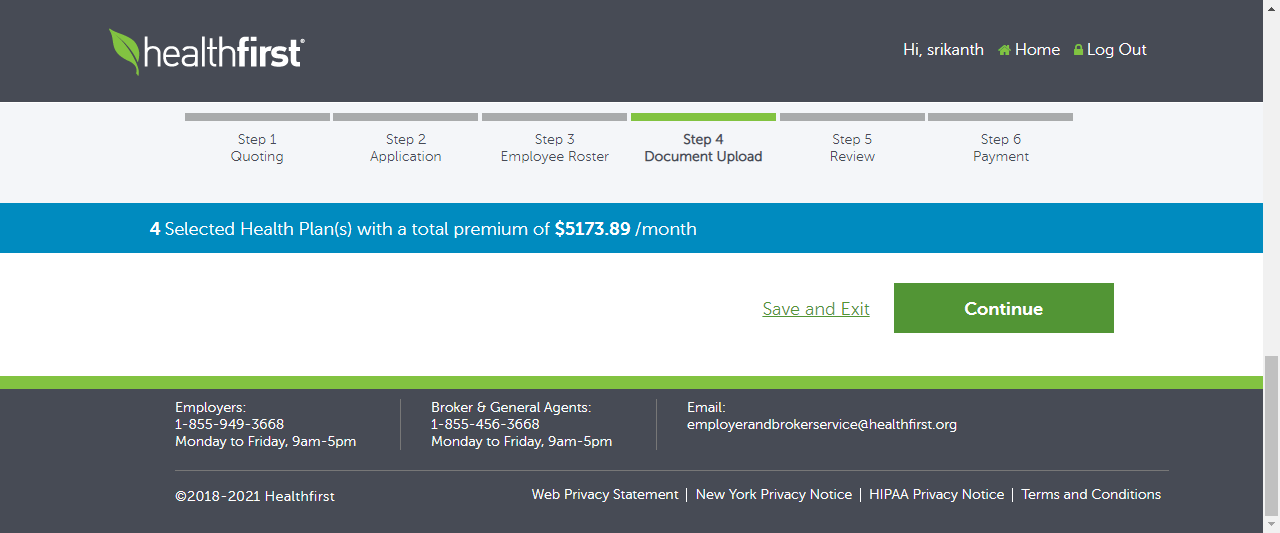 healthfirst®
Hi, srikanth Home Log Out
Step 1 Step 2 Step 3 Step 4 Step 5 Step 6
Quoting Application Employee Roster Document Upload Review Payment
4 Selected Health Plan(s) with a total premium of $5173.89 /month
Save and Exit Continue
Employers: Broker & General Agents: Email:
1-855-949-3668 1-855-456-3668 employerandbrokerservice@healthfirst.org
Monday to Friday, 9am-5pm Monday to Friday, 9am-5pm
©2018-2021 Healthfirst Web Privacy Statement | New York Privacy Notice | HIPAA Privacy Notice | Terms and Conditions